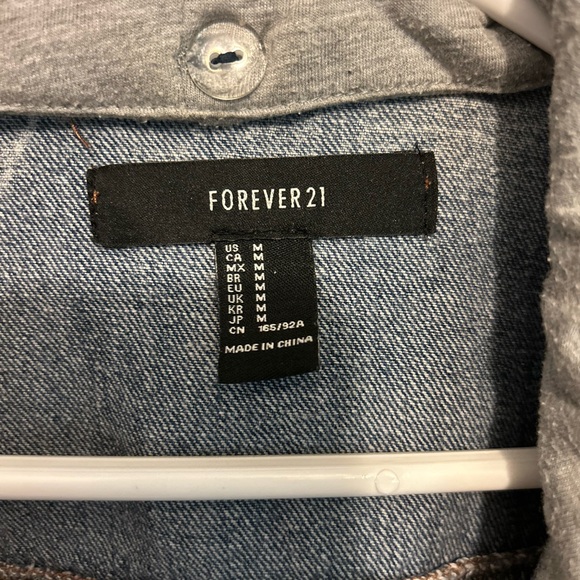 FOREVER 21
US M
CA M
MX M
BR M
EU M
UK M
KR M
JP M
CN 165/92A
MADE IN CHINA